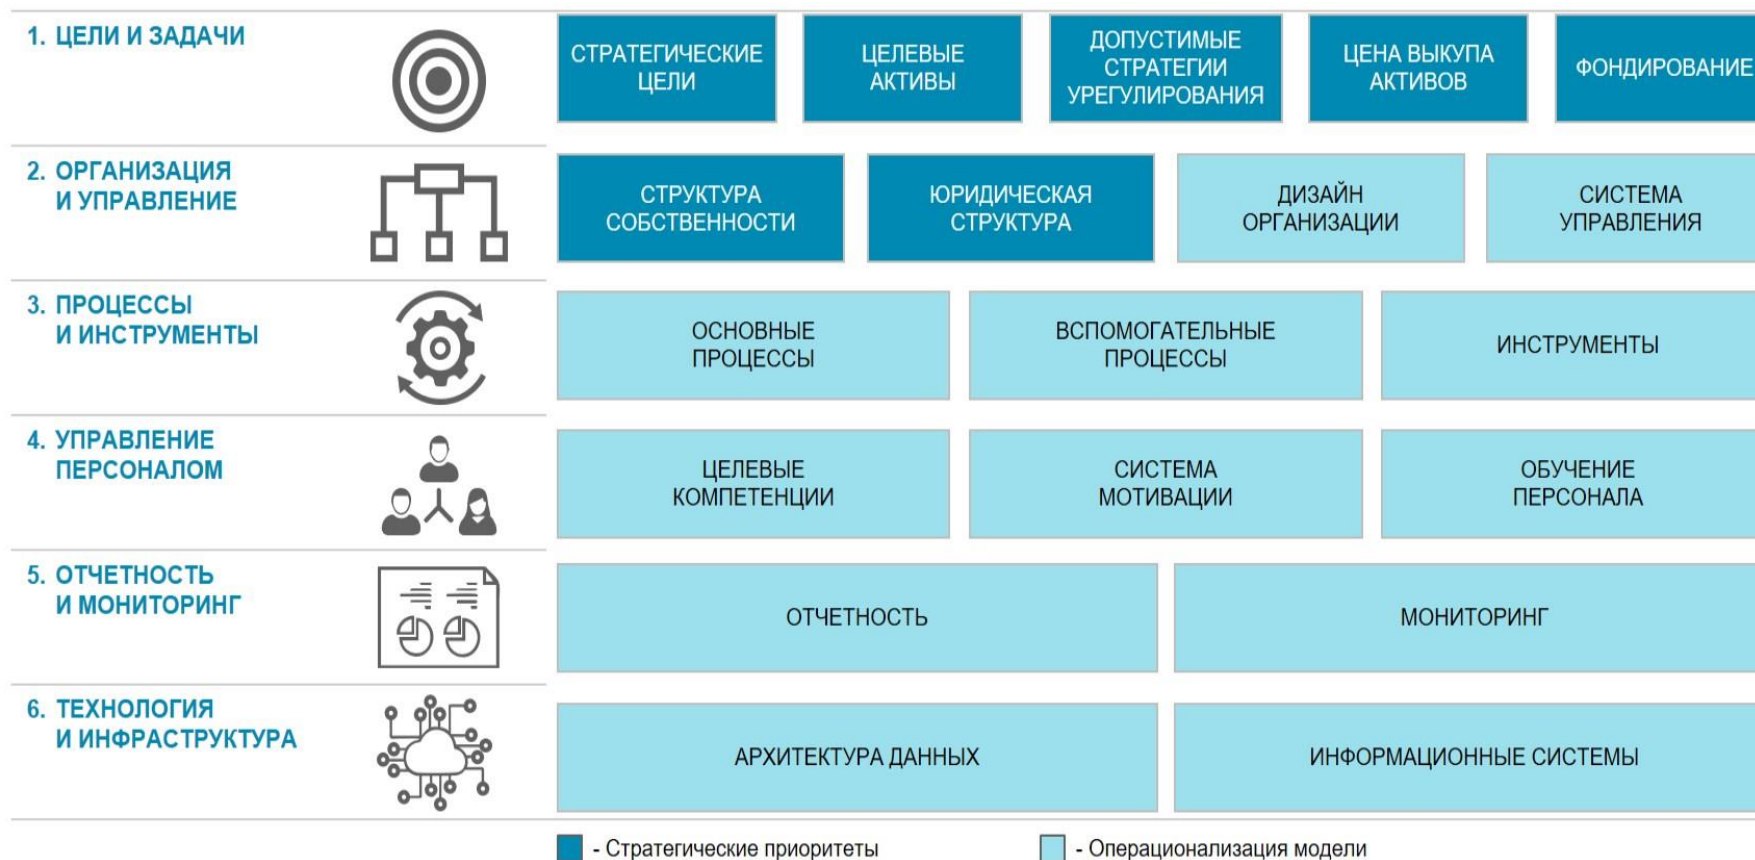 1. ЦЕЛИ И ЗАДАЧИ
СТРАТЕГИЧЕСКИЕ
ЦЕЛИ
ЦЕЛЕВЫЕ
АКТИВЫ
ДОПУСТИМЫЕ
СТРАТЕГИИ
УРЕГУЛИРОВАНИЯ
ЦЕНА ВЫКУПА
АКТИВОВ
ФОНДИРОВАНИЕ
2. ОРГАНИЗАЦИЯ
И УПРАВЛЕНИЕ
СТРУКТУРА
СОБСТВЕННОСТИ
ЮРИДИЧЕСКАЯ
СТРУКТУРА
ДИЗАЙН
ОРГАНИЗАЦИИ
СИСТЕМА
УПРАВЛЕНИЯ
3. ПРОЦЕССЫ
И ИНСТРУМЕНТЫ
ОСНОВНЫЕ
ПРОЦЕССЫ
ВСПОМОГАТЕЛЬНЫЕ
ПРОЦЕССЫ
ИНСТРУМЕНТЫ
4. УПРАВЛЕНИЕ
ПЕРСОНАЛОМ
ЦЕЛЕВЫЕ
КОМПЕТЕНЦИИ
СИСТЕМА
МОТИВАЦИИ
ОБУЧЕНИЕ
ПЕРСОНАЛА
5. ОТЧЕТНОСТЬ
И МОНИТОРИНГ
ОТЧЕТНОСТЬ
МОНИТОРИНГ
6. ТЕХНОЛОГИЯ
И ИНФРАСТРУКТУРА
АРХИТЕКТУРА ДАННЫХ
ИНФОРМАЦИОННЫЕ СИСТЕМЫ
- Стратегические приоритеты
- Операционализация модели